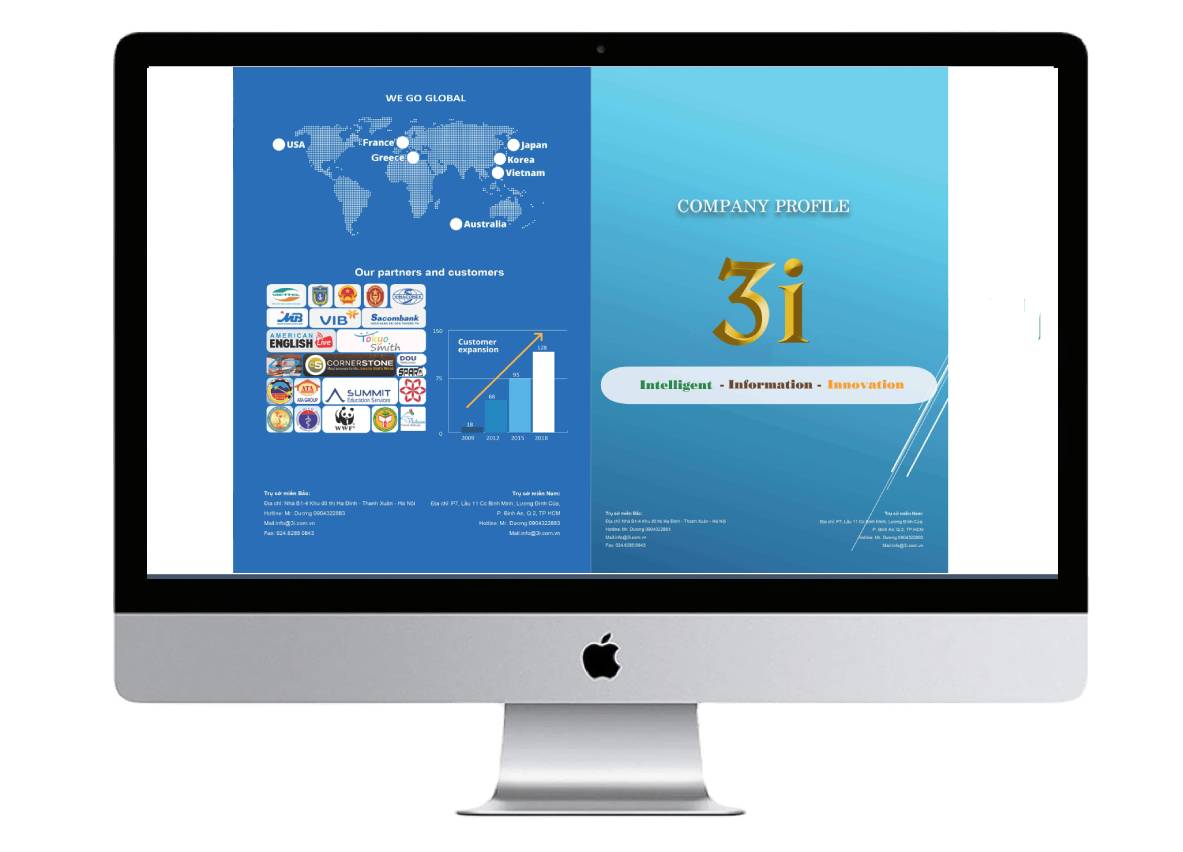 WE GO GLOBAL
USA
France
Greece
Japan
Korea
Vietnam
Australia
Our partners and customers
VIETTEL
VINACONEX
MB
VIB
Sacombank
AMERICAN
ENGLISH Live
Tokyo
Smith
CORNERSTONE
DOU
SPAR
ATA
ATA GROUP
SUMMIT
Education Services
WWF
150
Customer
expansion
128
95
75
66
18
0
2009 2012 2015 2018
Trụ sở miền Bắc:
Địa chỉ: Nhà B1-6 Khu đô thị Hạ Đình - Thanh Xuân - Hà Nội
Hotline: Mr. Dương 0904322883
Mail:info@3i.com.vn
Fax: 024.6285 0843
Trụ sở miền Nam:
Địa chỉ: P7, Lầu 11 Cc Bình Minh, Lương Định Của,
P. Bình An, Q.2, TP HCM
Hotline: Mr. Dương 0904322883
Mail:info@3i.com.vn
COMPANY PROFILE
3i
Intelligent - Information - Innovation
Trụ sở miền Bắc:
Địa chỉ: Nhà B1-6 Khu đô thị Hạ Đình - Thanh Xuân - Hà Nội
Hotline: Mr. Dương 0904322883
Mail:info@3i.com.vn
Fax: 024.6285 0843
Trụ sở miền Nam:
Địa chỉ: P7, Lầu 11 Cc Bình Minh, Lương Định Của,
P. Bình An, Q.2, TP HCM
Hotline: Mr. Dương 0904322883
Mail:info@3i.com.vn